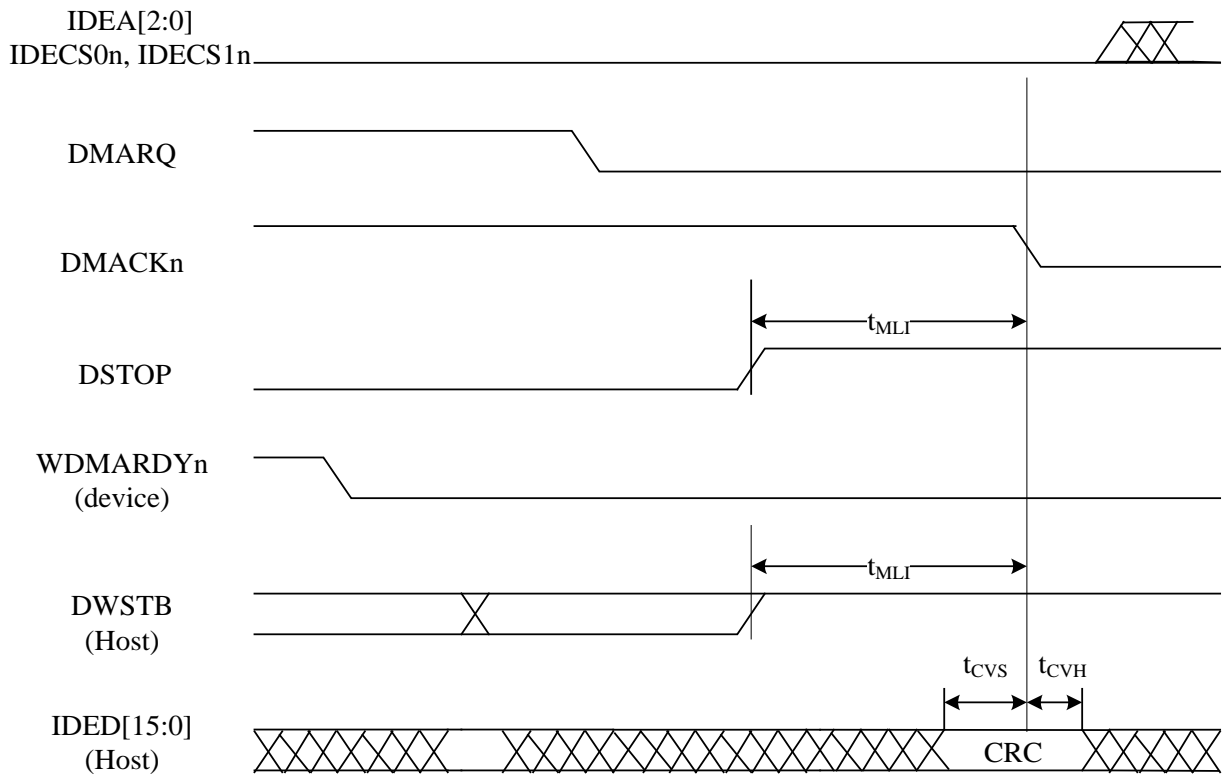 IDEA[2:0]
IDECS0n, IDECS1n
DMARQ
DMACKn
tMLI
DSTOP
WDMARDYn
(device)
tMLI
DWSTB
(Host)
tCVS
tCVH
IDED[15:0]
(Host)
CRC